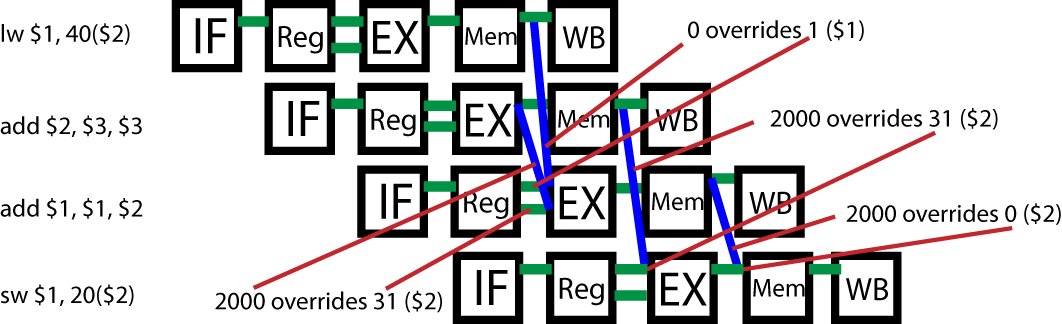 lw $1, 40($2)
IF Reg EX Mem WB
0 overrides 1 ($1)
add $2, $3, $3
IF Reg EX Mem WB
2000 overrides 31 ($2)
add $1, $1, $2
IF Reg EX Mem WB
2000 overrides 0 ($2)
sw $1, 20($2)
2000 overrides 31 ($2)
IF Reg EX Mem WB